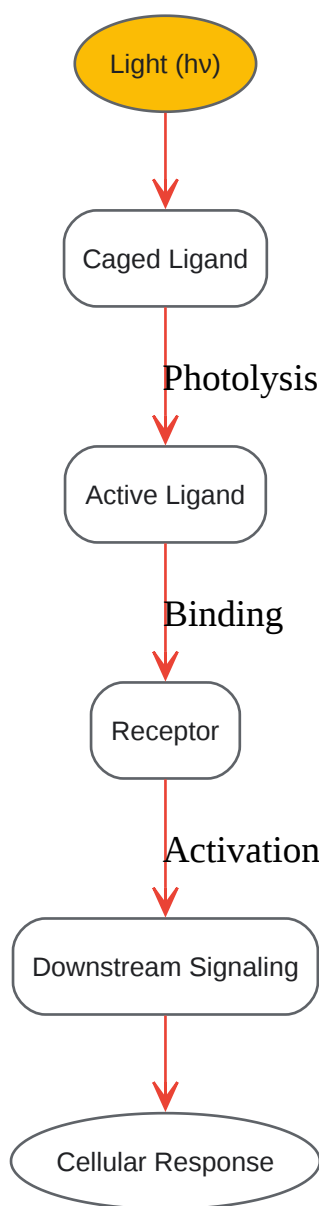 Light (hν)
Caged Ligand
Photolysis
Active Ligand
Binding
Receptor
Activation
Downstream Signaling
Cellular Response